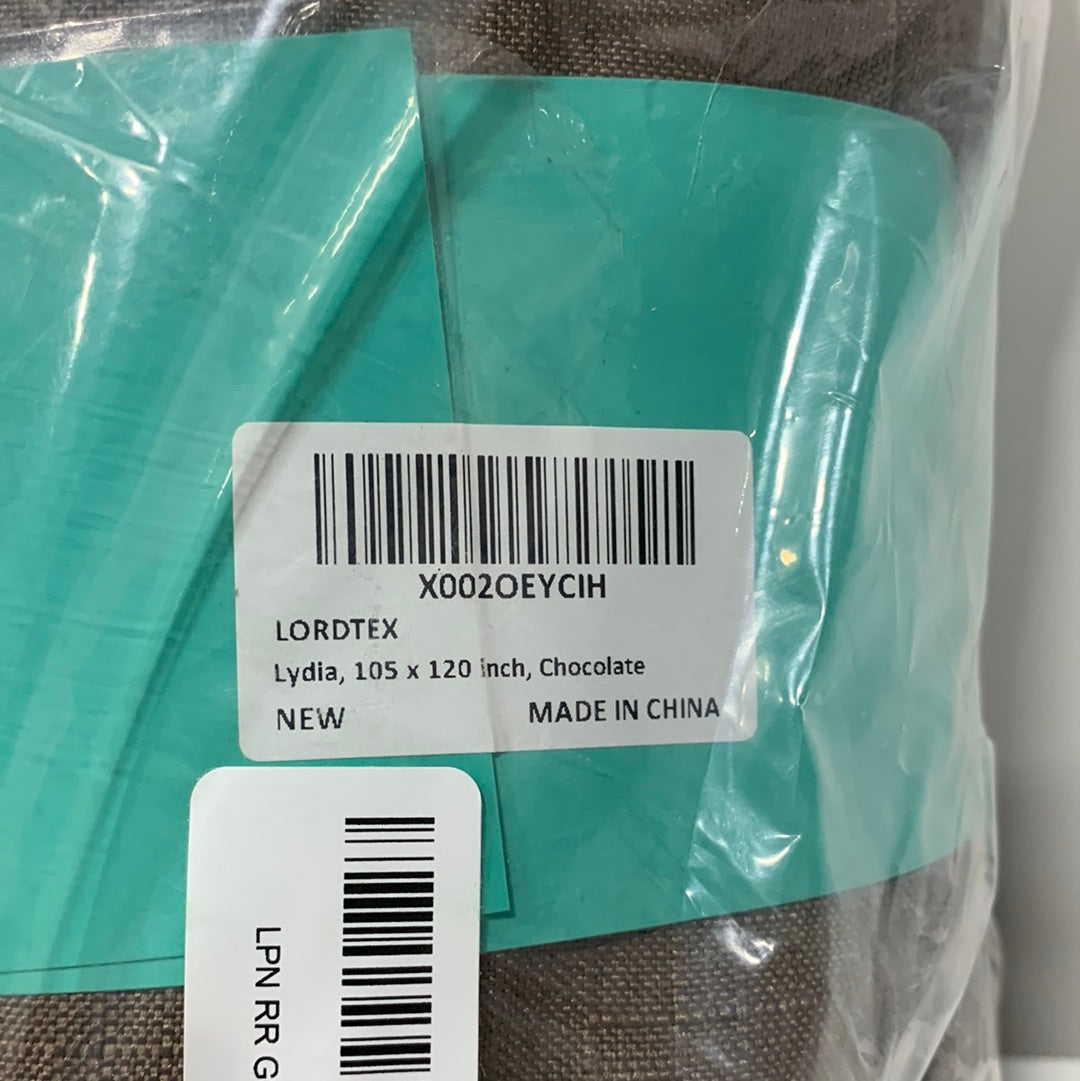 X002OEYCIH
LORDTEX
Lydia, 105 x 120 inch, Chocolate
NEW MADE IN CHINA
LPN RR G